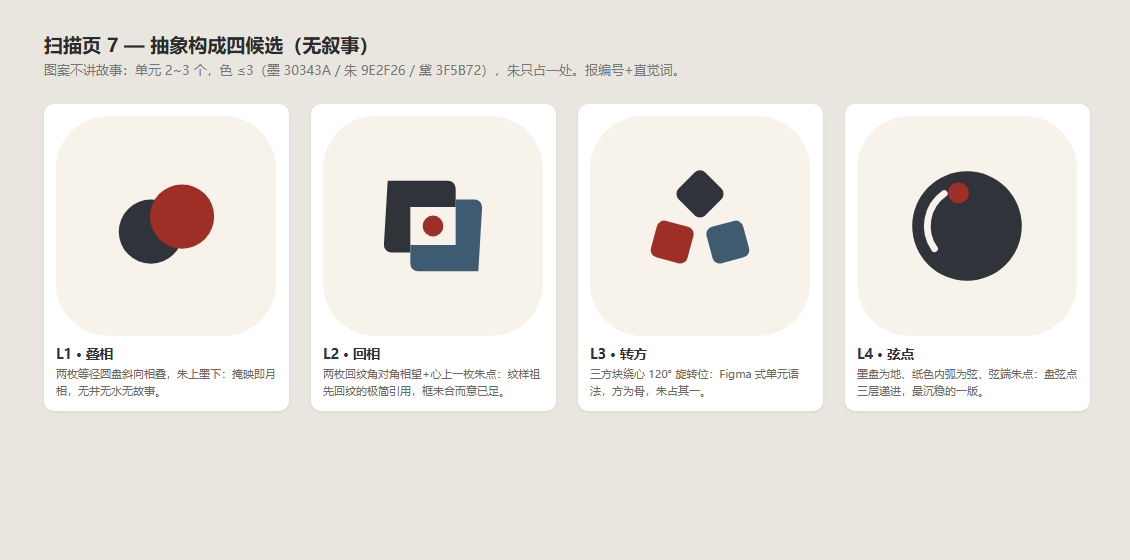 扫描页 7 — 抽象构成四候选（无叙事）
图案不讲故事：单元 2~3 个，色 ≤3（墨 30343A / 朱 9E2F26 / 黛 3F5B72），朱只占一处。报编号+直觉词。
L1 • 叠相
两枚等径圆盘斜向相叠，朱上墨下：掩映即月
相，无井无水无故事。
L2 • 回相
两枚回纹角对角相望+心上一枚朱点：纹样祖
先回纹的极简引用，框未合而意已足。
L3 • 转方
三方块绕心 120° 旋转位：Figma 式单元语
法，方为骨，朱占其一。
L4 • 弦点
墨盘为地、纸色内弧为弦、弦端朱点：盘弦点
三层递进，最沉稳的一版。